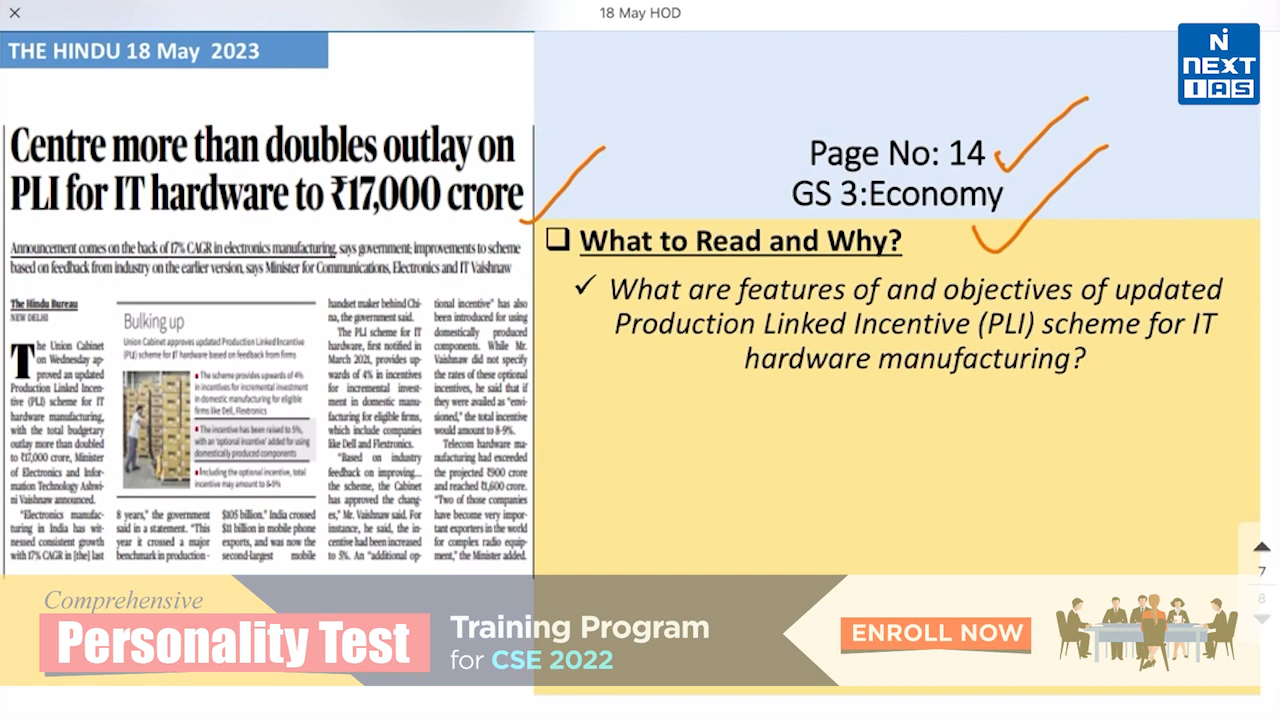 18 May HOD
THE HINDU 18 May 2023
NEXT
IAS
Centre more than doubles outlay on
PLI for IT hardware to ₹17,000 crore
Announcement comes on the back of 17% CAGR in electronics manufacturing, says government; improvements to scheme
based on feedback from industry on the earlier version, says Minister for Communications, Electronics and IT Vaishnaw
The Hindu Bureau
NEW DELHI
The Union Cabinet
on Wednesday ap-
proved an updated
Production Linked Incen-
tive (PLI) scheme for IT
hardware manufacturing,
with the total budgetary
outlay more than doubled
to ₹17,000 crore, Minister
of Electronics and Infor-
mation Technology Ashwi-
ni Vaishnaw announced.
"Electronics manufac-
turing in India has wit-
nessed consistent growth
with 17% CAGR in [the] last
Bulking up
Union Cabinet approves updated Production Linked Incentive
(PLI) scheme for IT hardware based on feedback from firms
The scheme provides upwards of 4%
in incentives for incremental investment
in domestic manufacturing for eligible
firms like Dell, Flextronics
The incentive has been raised to 5%,
with an 'optional incentive' added for using
domestically produced components
Including the optional incentive, total
incentive may amount to 8-9%
8 years," the government
said in a statement. "This
year it crossed a major
benchmark in production -
$105 billion." India crossed
$11 billion in mobile phone
exports, and was now the
second-largest mobile
handset maker behind Chi-
na, the government said.
The PLI scheme for IT
hardware, first notified in
March 2021, provides up-
wards of 4% in incentives
for incremental invest-
ment in domestic manu-
facturing for eligible firms,
which include companies
like Dell and Flextronics.
"Based on industry
feedback on improving...
the scheme, the Cabinet
has approved the chang-
es," Mr. Vaishnaw said. For
instance, he said, the in-
centive had been increased
to 5%. An "additional op-
tional incentive" has also
been introduced for using
domestically produced
components. While Mr.
Vaishnaw did not specify
the rates of these optional
incentives, he said that if
they were availed as "envi-
sioned," the total incentive
would amount to 8-9%.
Telecom hardware ma-
nufacturing had exceeded
the projected ₹900 crore
and reached ₹1,600 crore.
"Two of those companies
have become very impor-
tant exporters in the world
for complex radio equip-
ment," the Minister added.
Page No: 14
GS 3:Economy
What to Read and Why?
What are features of and objectives of updated
Production Linked Incentive (PLI) scheme for IT
hardware manufacturing?
7
8
Comprehensive
Personality Test
Training Program
for CSE 2022
ENROLL NOW